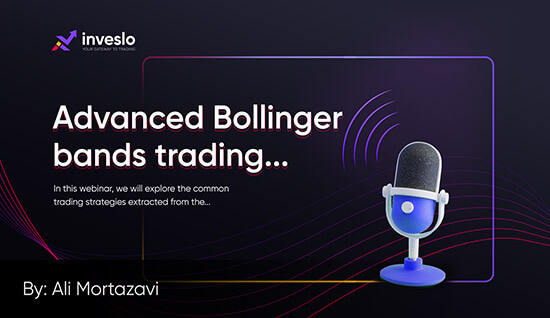 inveslo
YOUR GATEWAY TO TRADING
Advanced Bollinger
bands trading...
In this webinar, we will explore the common
trading strategies extracted from the...
By: Ali Mortazavi